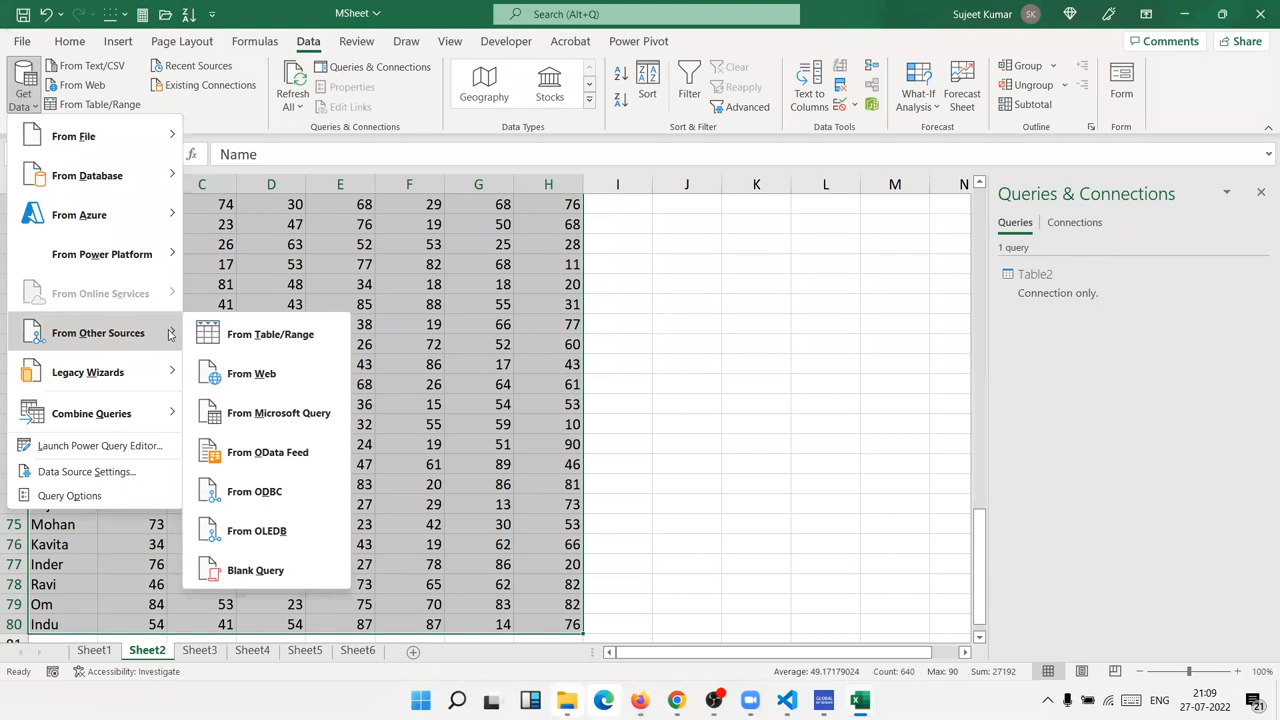 MSheet
Search (Alt+Q)
Sujeet Kumar
SK
File Home Insert Page Layout Formulas Data Review Draw View Developer Acrobat Power Pivot
Comments
Share
Get Data
From Text/CSV
From Web
From Table/Range
Recent Sources
Existing Connections
Refresh All
Queries & Connections
Properties
Edit Links
Queries & Connections
Geography
Stocks
Data Types
Sort
Filter
Clear
Reapply
Advanced
Sort & Filter
Text to Columns
Data Tools
What-If Analysis
Forecast Sheet
Forecast
Group
Ungroup
Subtotal
Outline
Form
Form
From File
From Database
From Azure
From Power Platform
From Online Services
From Other Sources
Legacy Wizards
Combine Queries
Launch Power Query Editor...
Data Source Settings...
Query Options
From Table/Range
From Web
From Microsoft Query
From OData Feed
From ODBC
From OLEDB
Blank Query
fx Name
C D E F G H I J K L M N
74 30 68 29 68 76
23 47 76 19 50 68
26 63 52 53 25 28
17 53 77 82 68 11
81 48 34 18 18 20
41 43 85 88 55 31
38 19 66 77
26 72 52 60
43 86 17 43
68 26 64 61
36 15 54 53
32 55 59 10
24 19 51 90
47 61 89 46
83 20 86 81
27 29 13 73
75 Mohan 73 23 42 30 53
76 Kavita 34 43 19 62 66
77 Inder 76 27 78 86 20
78 Ravi 46 73 65 62 82
79 Om 84 53 23 75 70 83 82
80 Indu 54 41 54 87 87 14 76
Queries & Connections
Queries Connections
1 query
Table2
Connection only.
Sheet1 Sheet2 Sheet3 Sheet4 Sheet5 Sheet6
Ready
Accessibility: Investigate
Average: 49.17179024 Count: 640 Max: 90 Sum: 27192
100%
ENG
21:09
27-07-2022
21